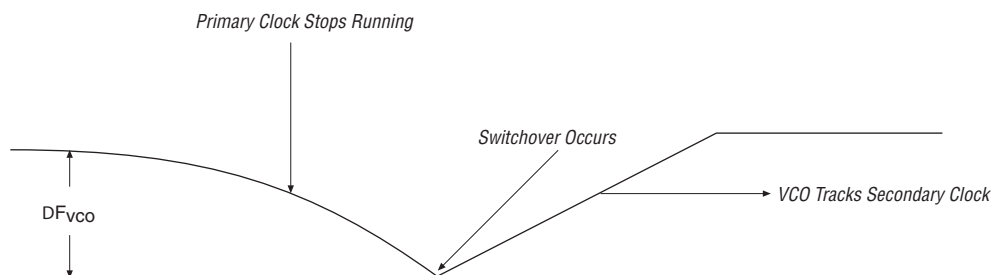 Primary Clock Stops Running
Switchover Occurs
VCO Tracks Secondary Clock
DFvco